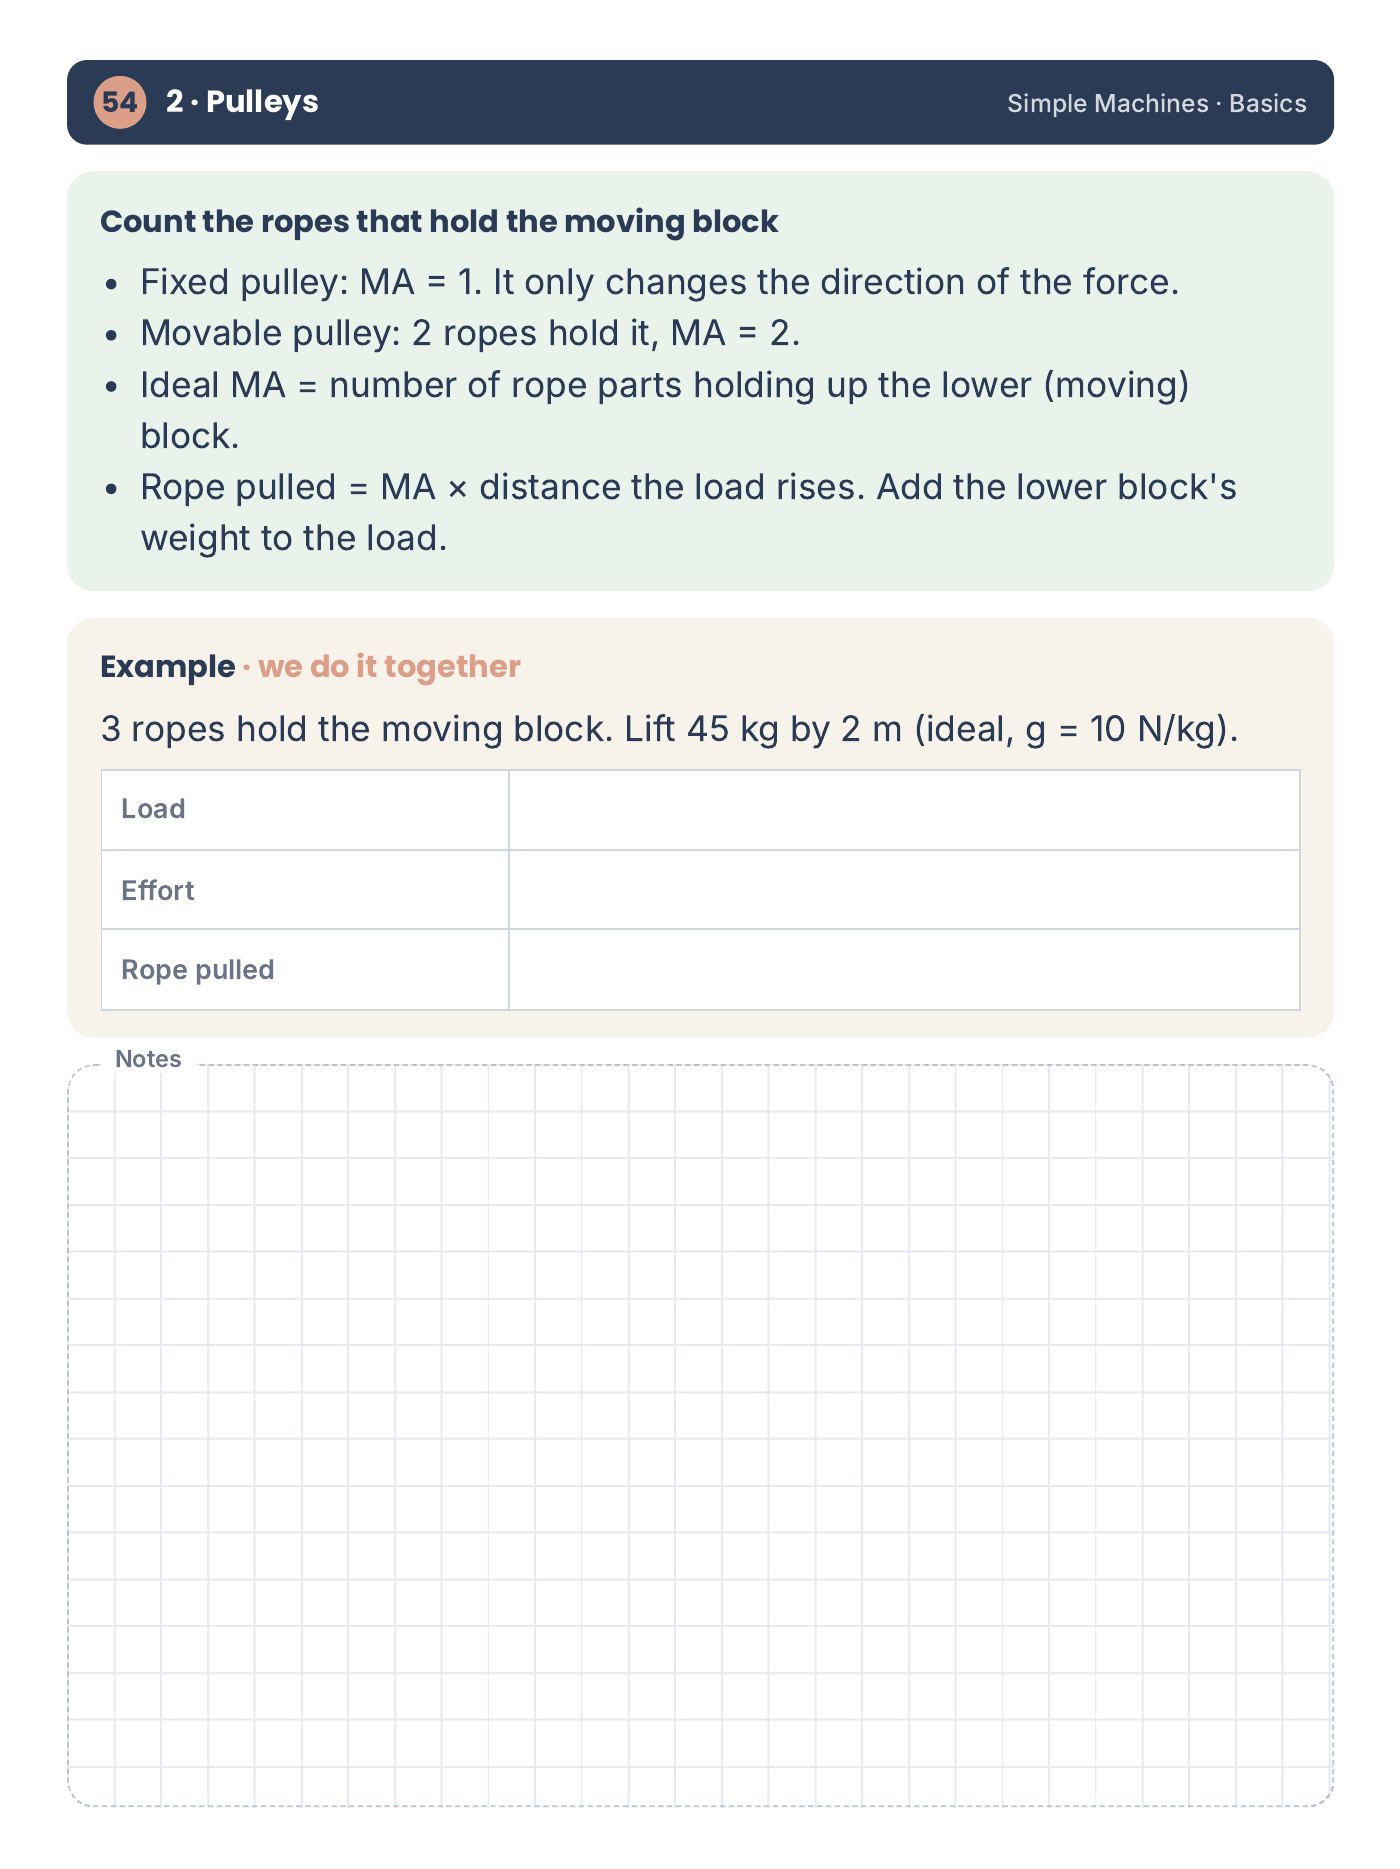 54 2 · Pulleys Simple Machines · Basics
Count the ropes that hold the moving block
• Fixed pulley: MA = 1. It only changes the direction of the force.
• Movable pulley: 2 ropes hold it, MA = 2.
• Ideal MA = number of rope parts holding up the lower (moving)
block.
• Rope pulled = MA × distance the load rises. Add the lower block's
weight to the load.
Example · we do it together
3 ropes hold the moving block. Lift 45 kg by 2 m (ideal, g = 10 N/kg).
Load
Effort
Rope pulled
Notes